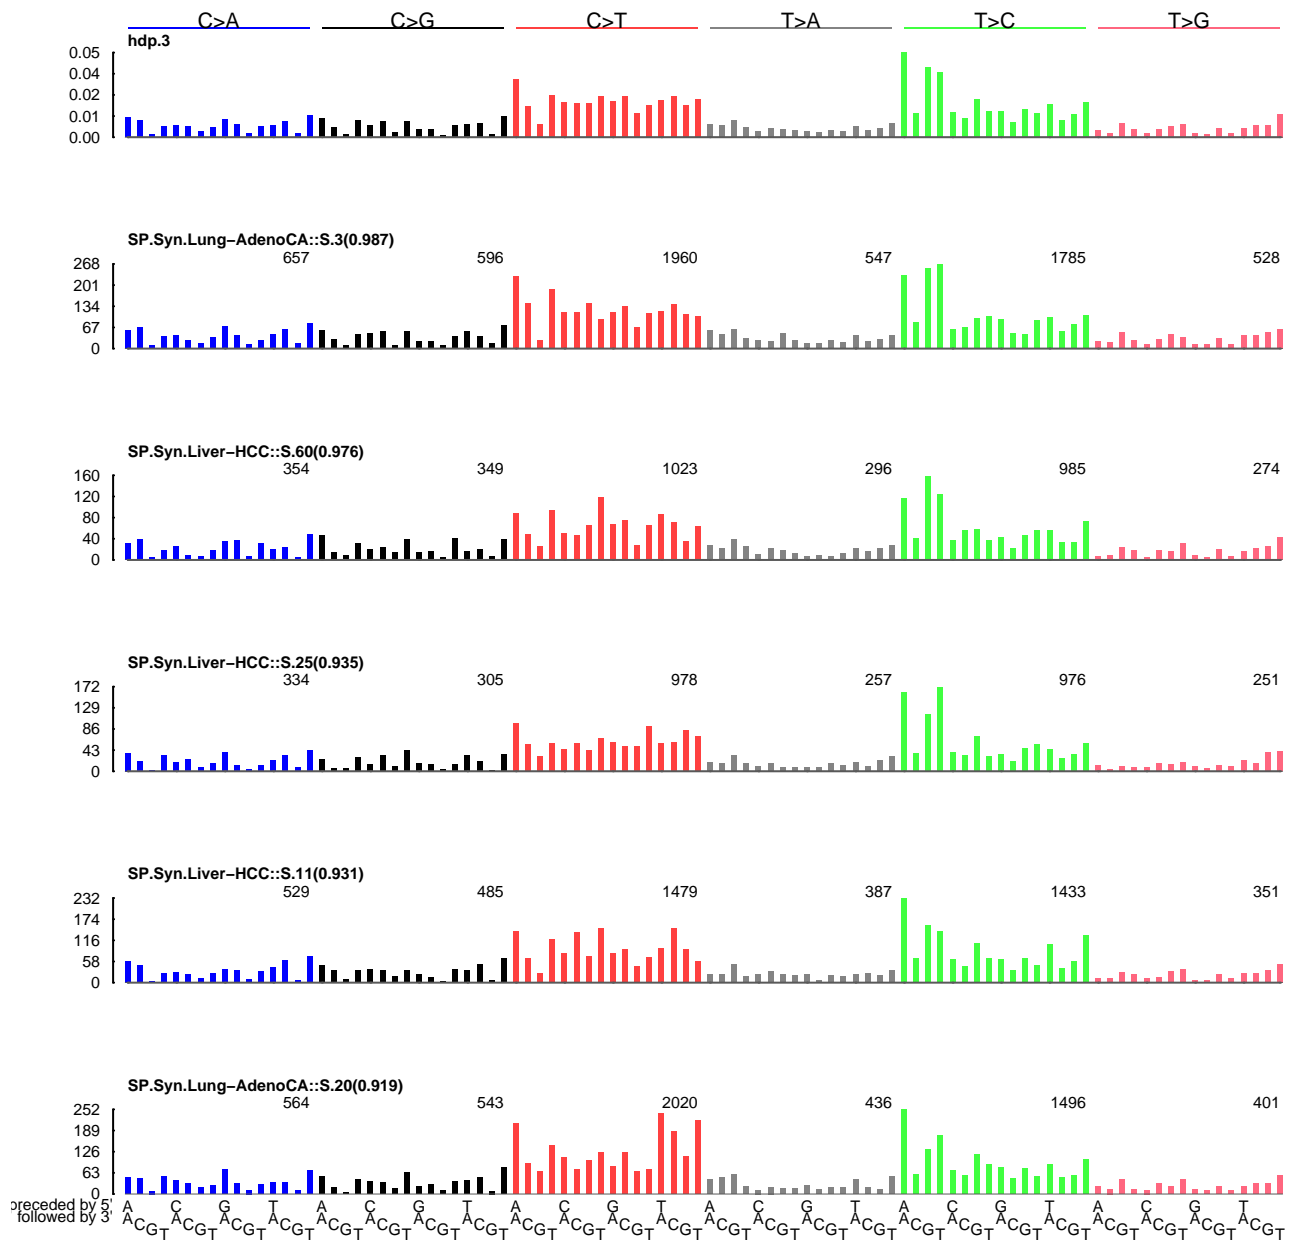 C>A C>G C>T T>A T>C T>G
hdp.3
0.05
0.04
0.02
0.01
0.00
SP.Syn.Lung−AdenoCA::S.3(0.987)
657 596 1960 547 1785 528
268
201
134
67
0
SP.Syn.Liver−HCC::S.60(0.976)
354 349 1023 296 985 274
160
120
80
40
0
SP.Syn.Liver−HCC::S.25(0.935)
334 305 978 257 976 251
172
129
86
43
0
SP.Syn.Liver−HCC::S.11(0.931)
529 485 1479 387 1433 351
232
174
116
58
0
SP.Syn.Lung−AdenoCA::S.20(0.919)
564 543 2020 436 1496 401
252
189
126
63
0
preceded by 5' A C G T A C G T A C G T A C G T A C G T A C G T
followed by 3' A C G T A C G T A C G T A C G T A C G T A C G T A C G T A C G T A C G T A C G T A C G T A C G T A C G T A C G T A C G T A C G T A C G T A C G T A C G T A C G T A C G T A C G T A C G T A C G T